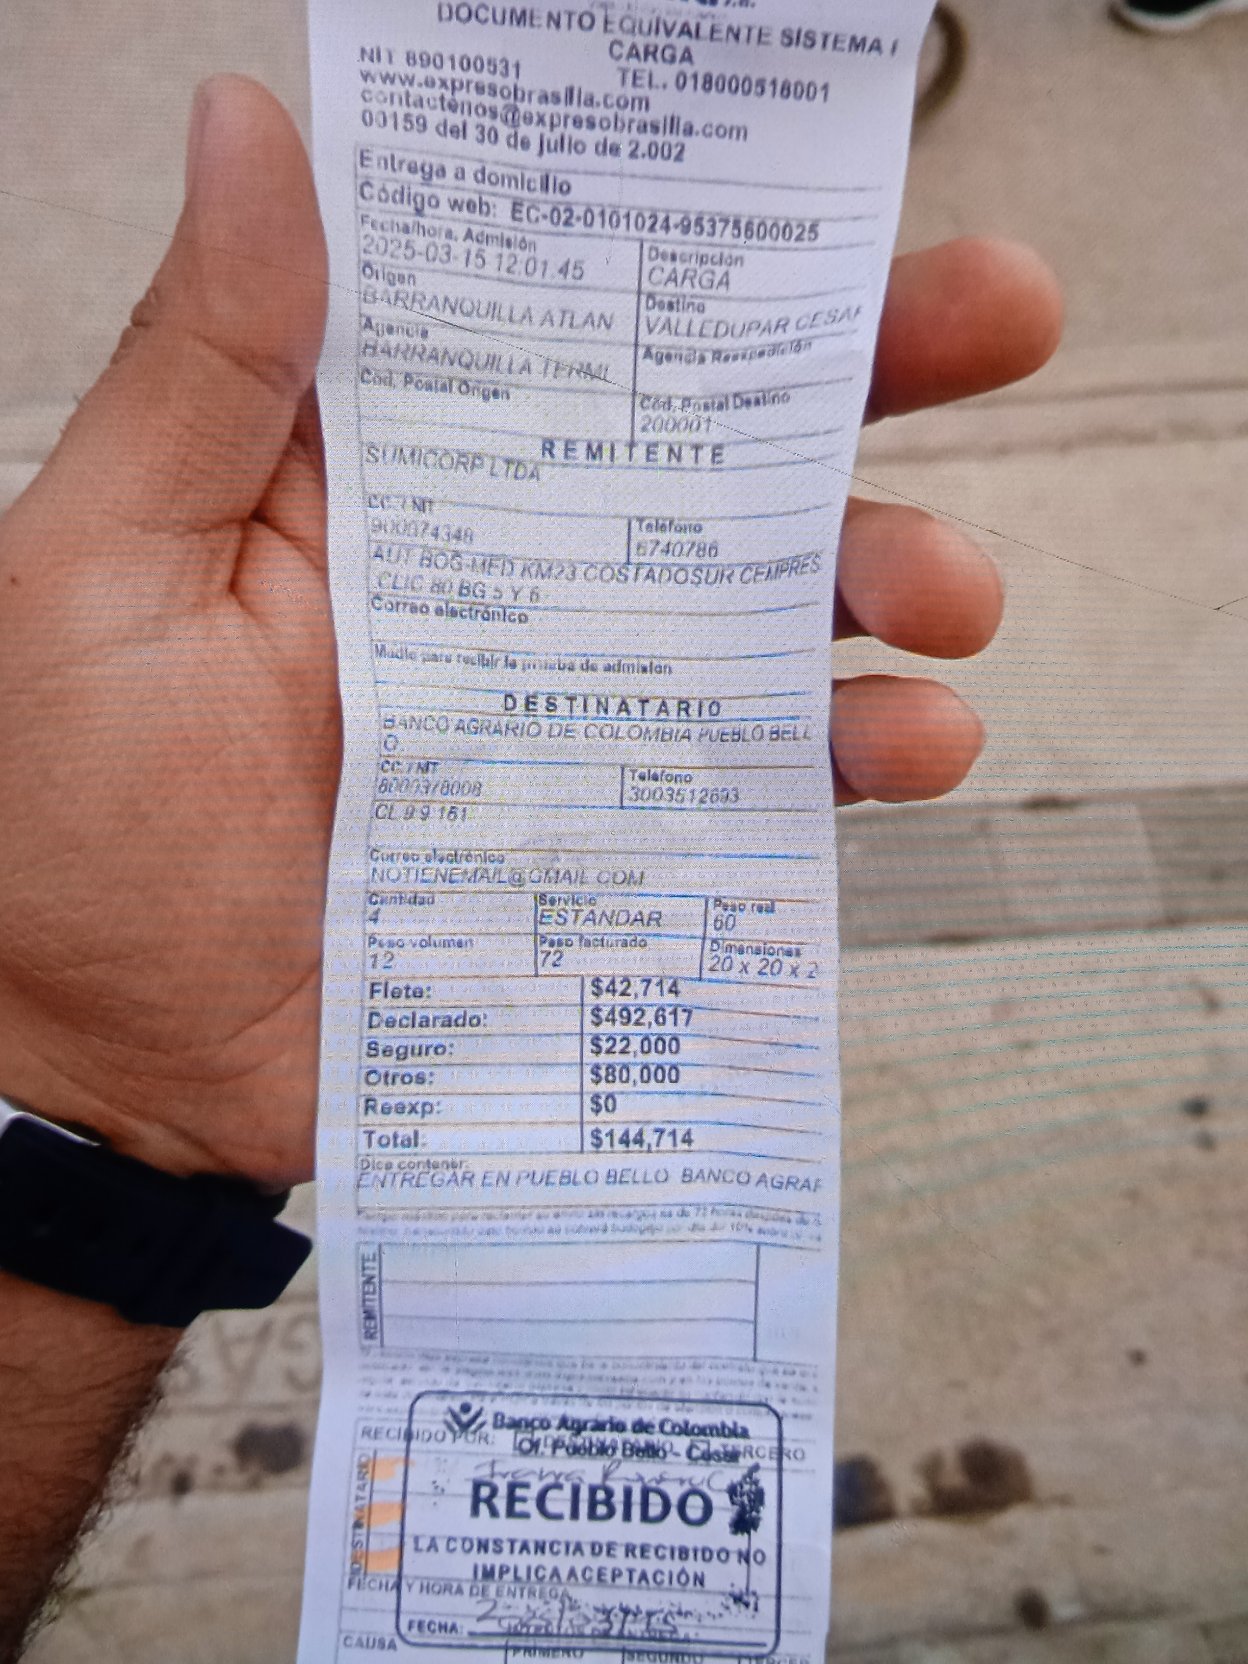 DOCUMENTO EQUIVALENTE SISTEMA
CARGA
NIT 890100531 TEL. 018000518001
www.expresobrasilia.com
contactenos@expresobrasilia.com
00159 del 30 de julio de 2.002
Entrega a domicilio
Código web: EC-02-0101024-95375600025
Fecha/hora. Admisión Descripción
2025-03-15 12:01:45 CARGA
Origen Destino
BARRANQUILLA ATLAN VALLEDUPAR CESAR
Agencia Agencia Reexpedición
BARRANQUILLA TERMI
Cód. Postal Origen Cód. Postal Destino
200001
REMITENTE
SUMICORP LTDA
CC / NIT Teléfono
900074348 6740786
AUT BOG-MED KM23 COSTADOSUR CEMPRES
CLIC 80 BG 5 Y 6
Correo electrónico
Medio para recibir la prueba de admisión
DESTINATARIO
BANCO AGRARIO DE COLOMBIA PUEBLO BELL
O
CC / NIT Teléfono
8000378008 3003512693
CL 9 9 161
Correo electrónico
NOTIENEMAIL@GMAIL.COM
Cantidad Servicio Peso real
4 ESTANDAR 60
Peso volumen Peso facturado Dimensiones
12 72 20 x 20 x 2
Flete: $42,714
Declarado: $492,617
Seguro: $22,000
Otros: $80,000
Reexp: $0
Total: $144,714
Dice contener:
ENTREGAR EN PUEBLO BELLO BANCO AGRAR
REMITENTE
Banco Agrario de Colombia
RECIBIDO POR: TERCERO
Of. Pueblo Bello - Cesar
RECIBIDO
DESTINATARIO
LA CONSTANCIA DE RECIBIDO NO
IMPLICA ACEPTACIÓN
FECHA Y HORA DE ENTREGA
FECHA:
CAUSA PRIMERO SEGUNDO